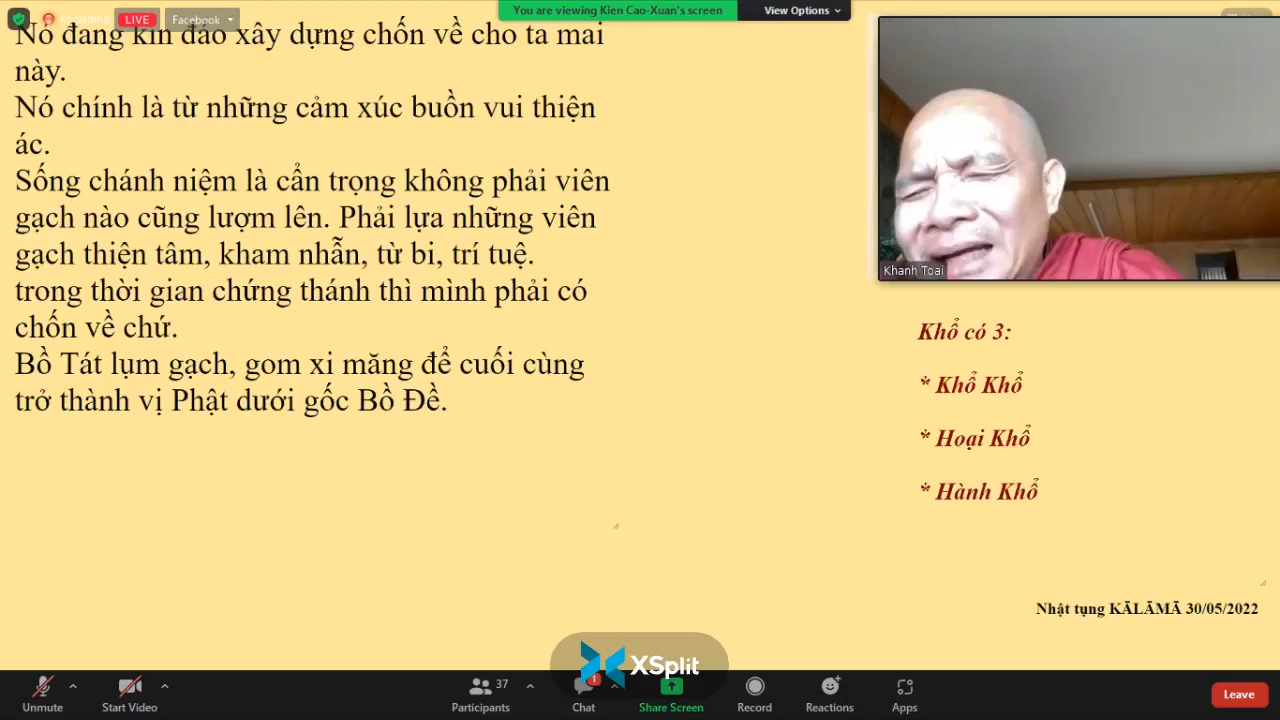 Recording
LIVE
Facebook
You are viewing Kien Cao-Xuan's screen
View Options
Nó đang kín đáo xây dựng chốn về cho ta mai
này.
Nó chính là từ những cảm xúc buồn vui thiện
ác.
Sống chánh niệm là cẩn trọng không phải viên
gạch nào cũng lượm lên. Phải lựa những viên
gạch thiện tâm, kham nhẫn, từ bi, trí tuệ.
trong thời gian chứng thánh thì mình phải có
chốn về chứ.
Bồ Tát lụm gạch, gom xi măng để cuối cùng
trở thành vị Phật dưới gốc Bồ Đề.
Khanh Toai
Khổ có 3:
* Khổ Khổ
* Hoại Khổ
* Hành Khổ
Nhật tụng KĀLĀMĀ 30/05/2022
XSplit
Unmute
Start Video
37
Participants
1
Chat
Share Screen
Record
Reactions
Apps
Leave